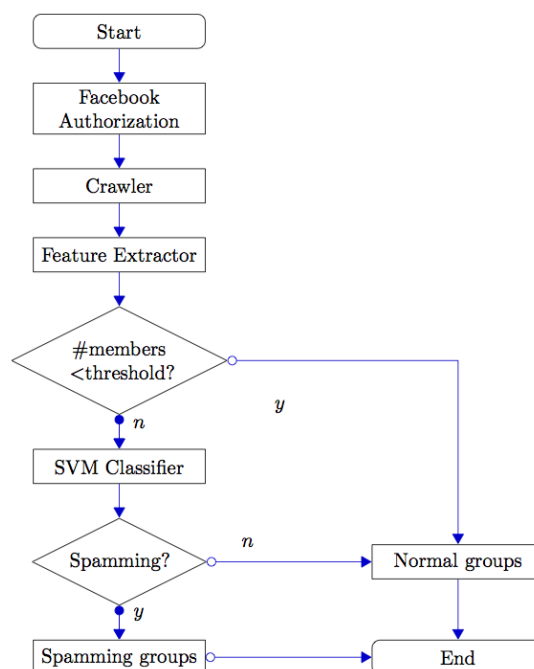 Start
Facebook
Authorization
Crawler
Feature Extractor
#members
<threshold?
y
n
SVM Classifier
Spamming?
n
Normal groups
y
Spamming groups
End